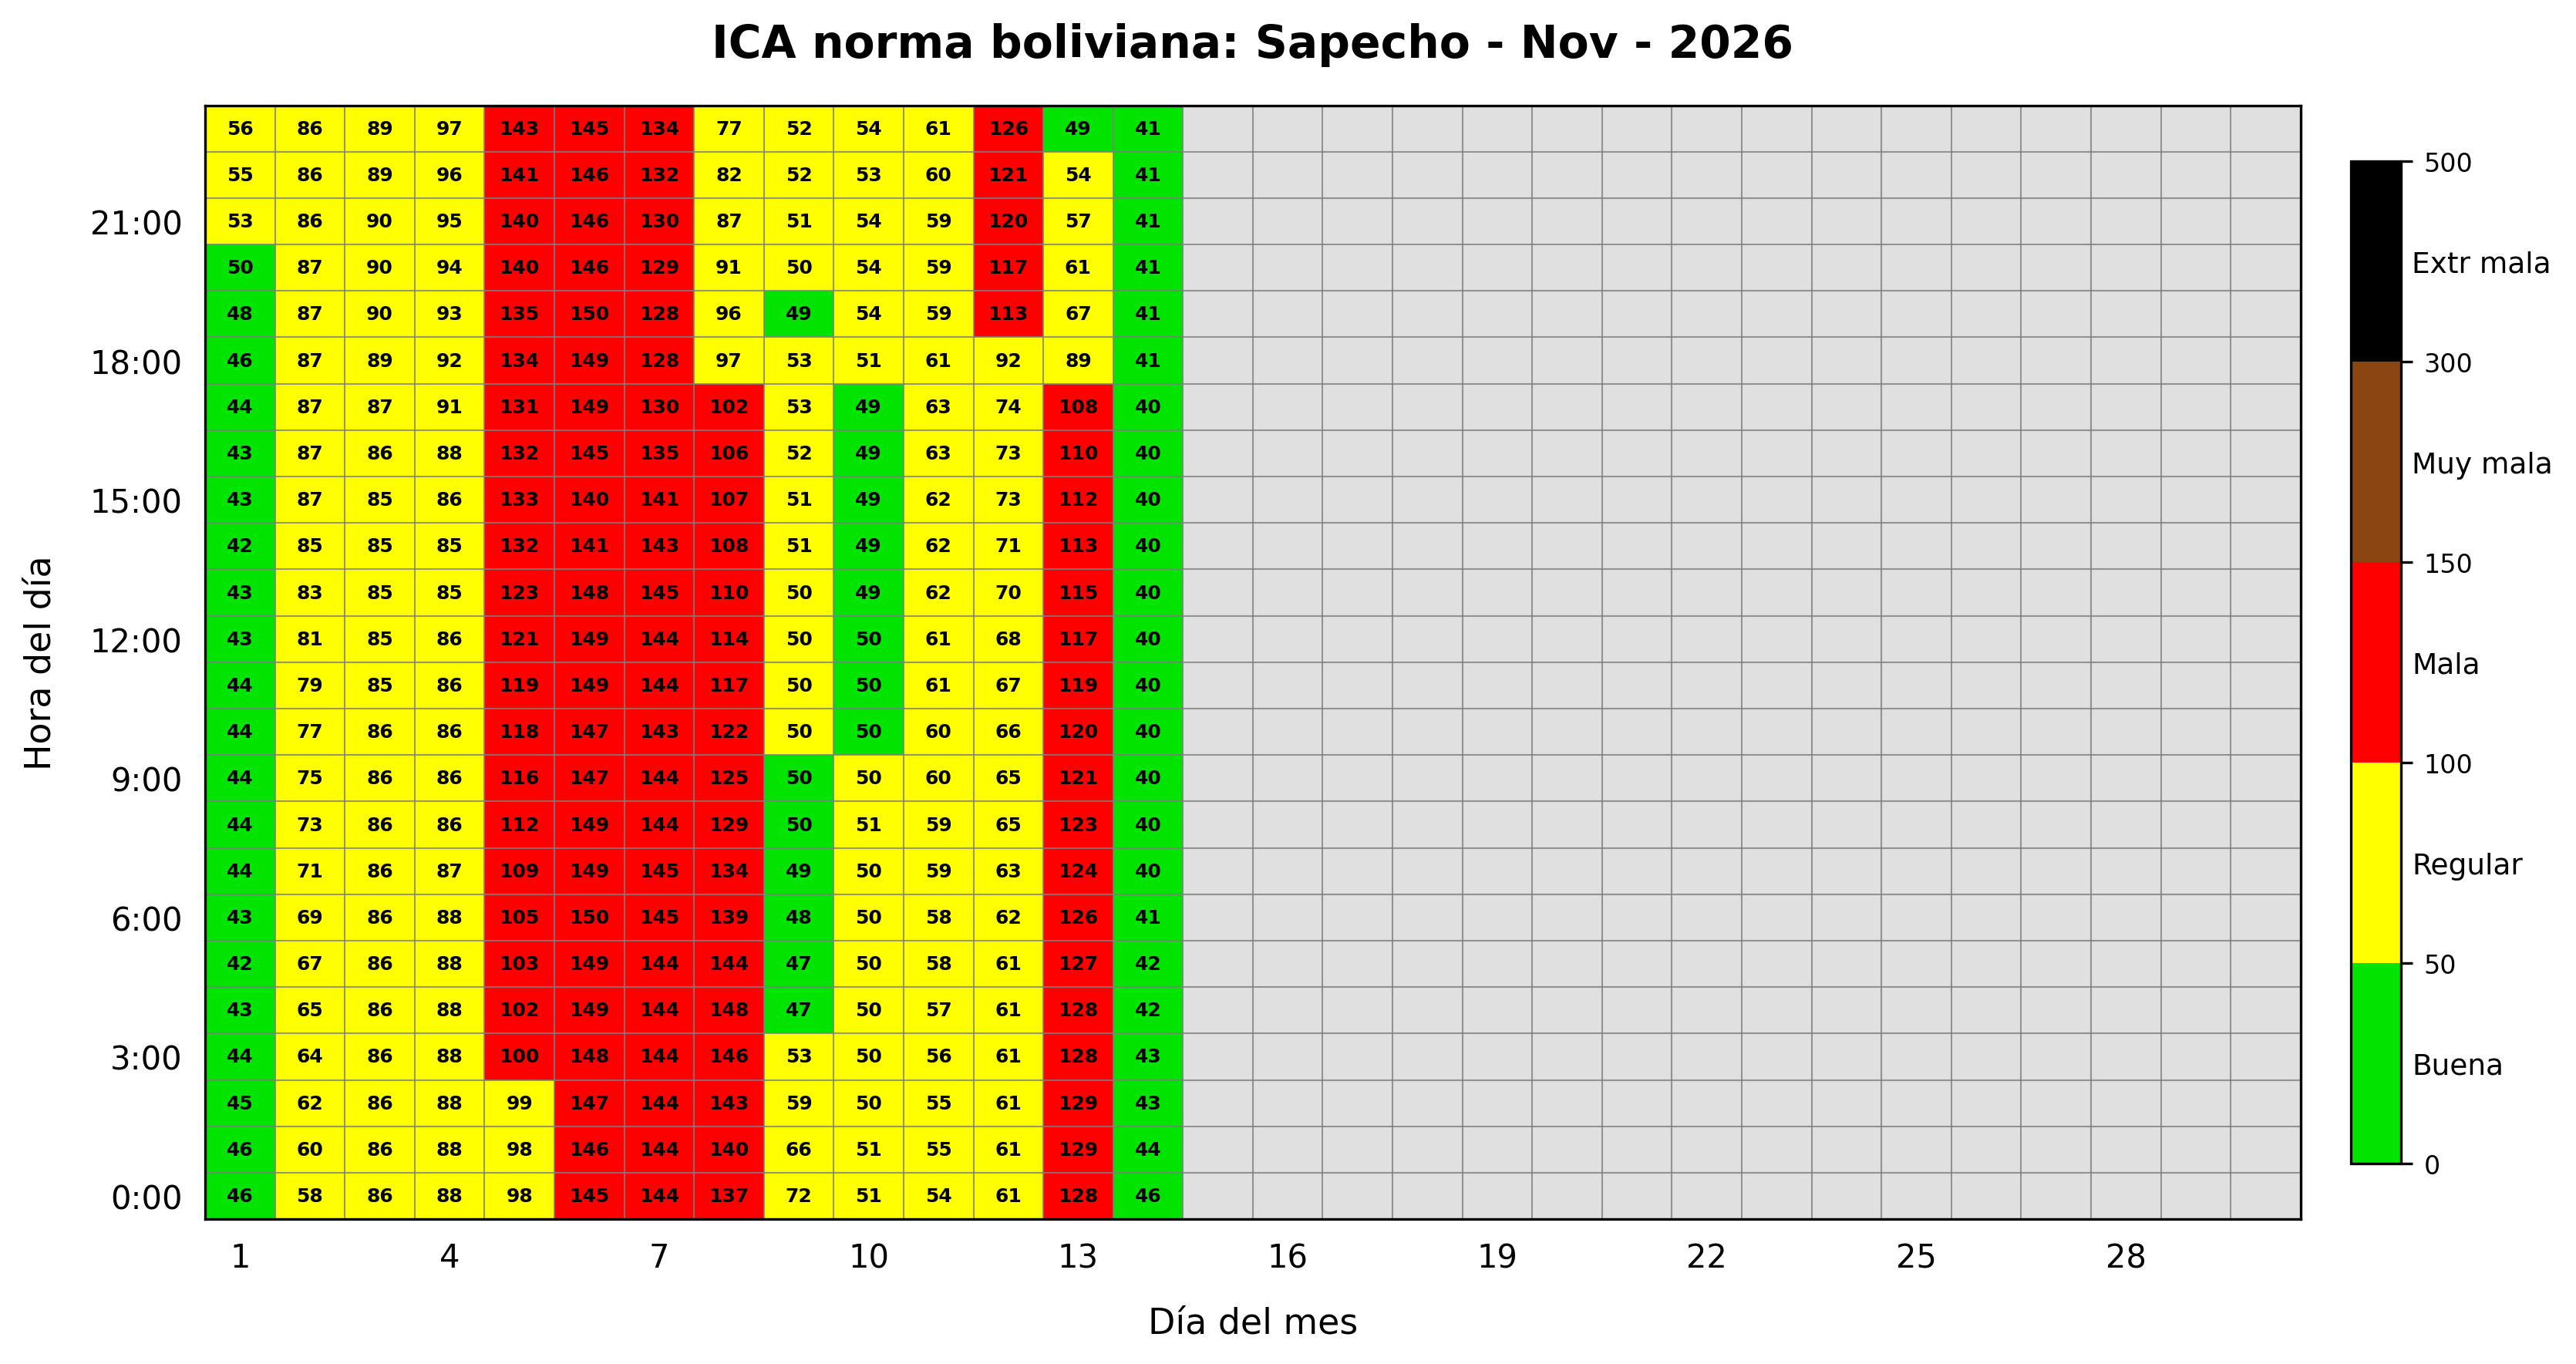 ICA norma boliviana: Sapecho - Nov - 2026
56 86 89 97 143 145 134 77 52 54 61 126 49 41
55 86 89 96 141 146 132 82 52 53 60 121 54 41
21:00 53 86 90 95 140 146 130 87 51 54 59 120 57 41
50 87 90 94 140 146 129 91 50 54 59 117 61 41
48 87 90 93 135 150 128 96 49 54 59 113 67 41
18:00 46 87 89 92 134 149 128 97 53 51 61 92 89 41
44 87 87 91 131 149 130 102 53 49 63 74 108 40
43 87 86 88 132 145 135 106 52 49 63 73 110 40
15:00 43 87 85 86 133 140 141 107 51 49 62 73 112 40
42 85 85 85 132 141 143 108 51 49 62 71 113 40
43 83 85 85 123 148 145 110 50 49 62 70 115 40
12:00 43 81 85 86 121 149 144 114 50 50 61 68 117 40
44 79 85 86 119 149 144 117 50 50 61 67 119 40
44 77 86 86 118 147 143 122 50 50 60 66 120 40
9:00 44 75 86 86 116 147 144 125 50 50 60 65 121 40
44 73 86 86 112 149 144 129 50 51 59 65 123 40
44 71 86 87 109 149 145 134 49 50 59 63 124 40
6:00 43 69 86 88 105 150 145 139 48 50 58 62 126 41
42 67 86 88 103 149 144 144 47 50 58 61 127 42
43 65 86 88 102 149 144 148 47 50 57 61 128 42
3:00 44 64 86 88 100 148 144 146 53 50 56 61 128 43
45 62 86 88 99 147 144 143 59 50 55 61 129 43
46 60 86 88 98 146 144 140 66 51 55 61 129 44
0:00 46 58 86 88 98 145 144 137 72 51 54 61 128 46
1 4 7 10 13 16 19 22 25 28
Día del mes
Hora del día
500
Extr mala
300
Muy mala
150
Mala
100
Regular
50
Buena
0